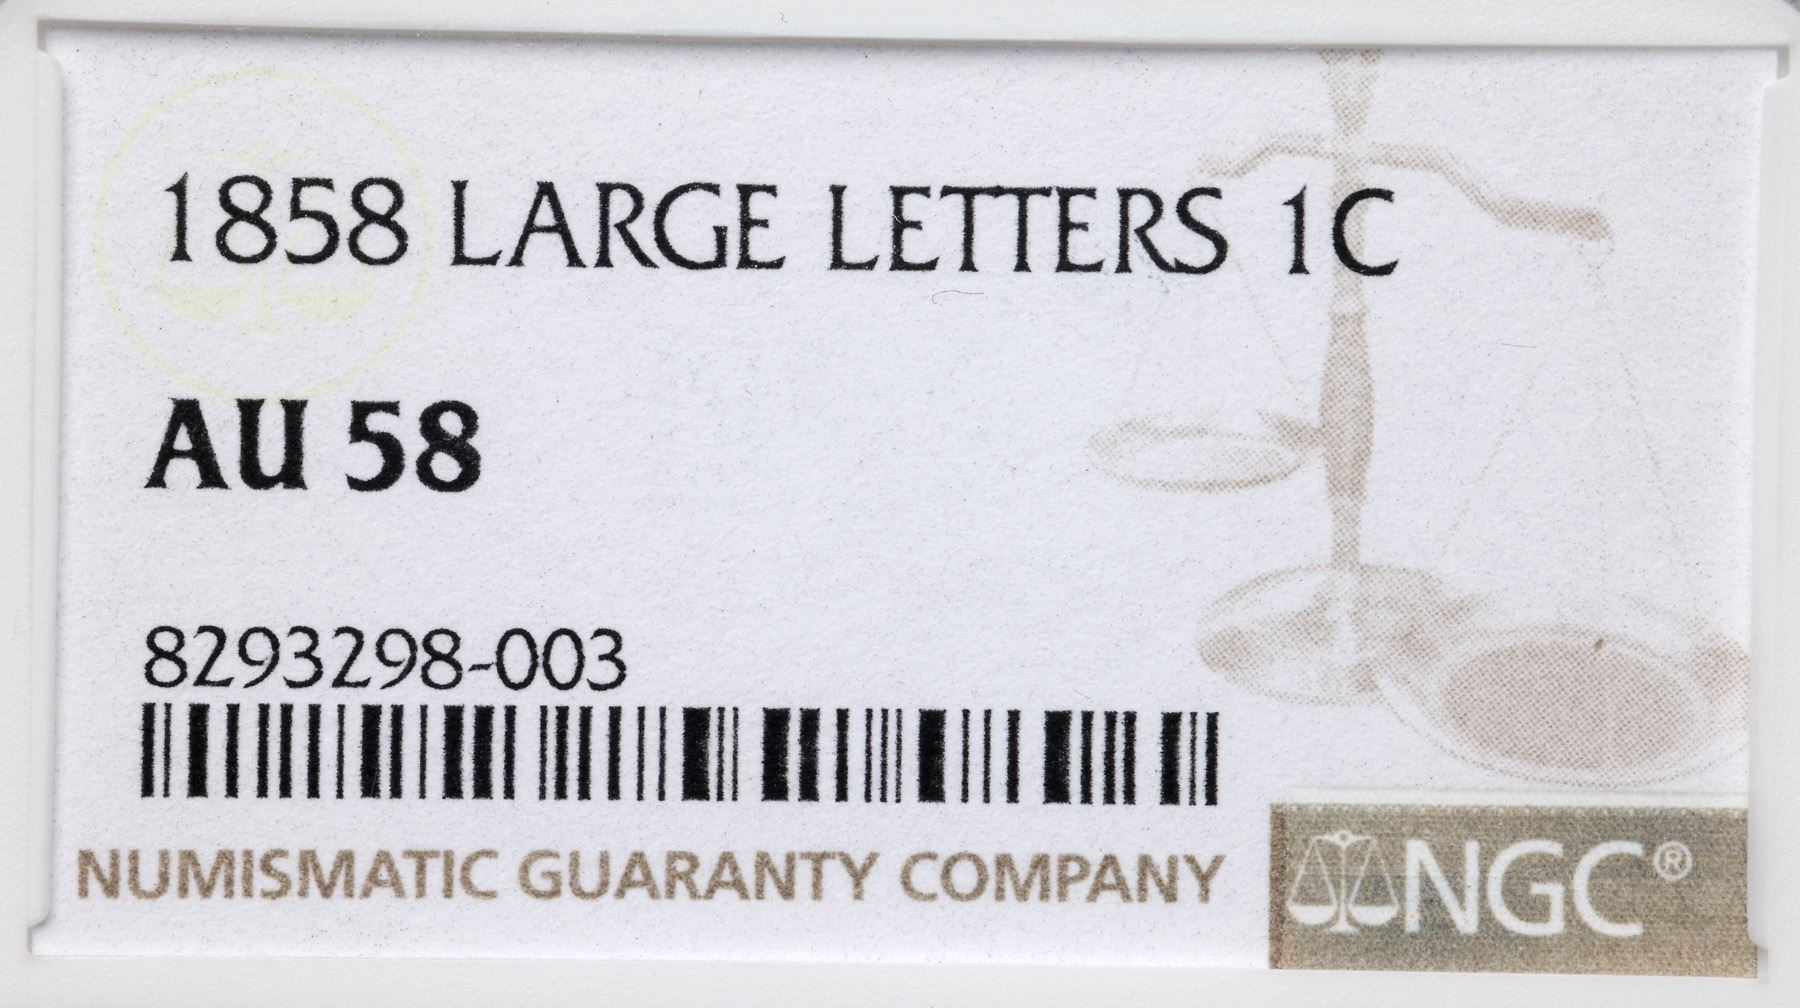 1858 LARGE LETTERS 1C
AU 58
8293298-003
NUMISMATIC GUARANTY COMPANY
NGC®